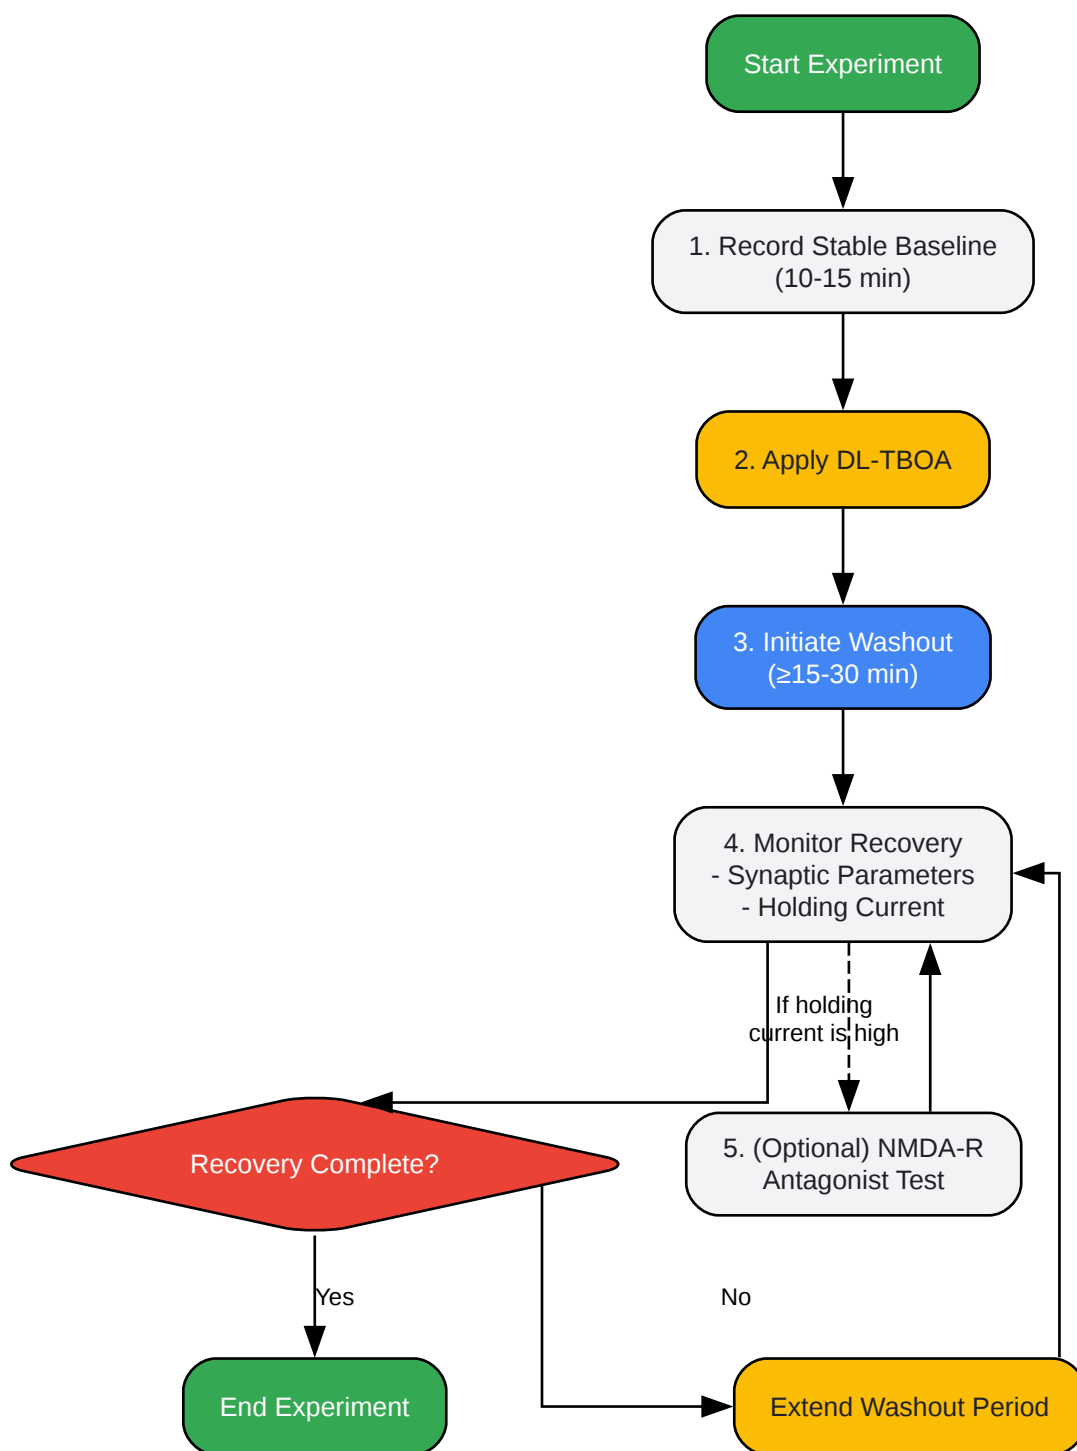 Start Experiment
1. Record Stable Baseline
(10-15 min)
2. Apply DL-TBOA
3. Initiate Washout
(≥15-30 min)
4. Monitor Recovery
- Synaptic Parameters
- Holding Current
If holding
current is high
Recovery Complete?
5. (Optional) NMDA-R
Antagonist Test
Yes
No
End Experiment
Extend Washout Period